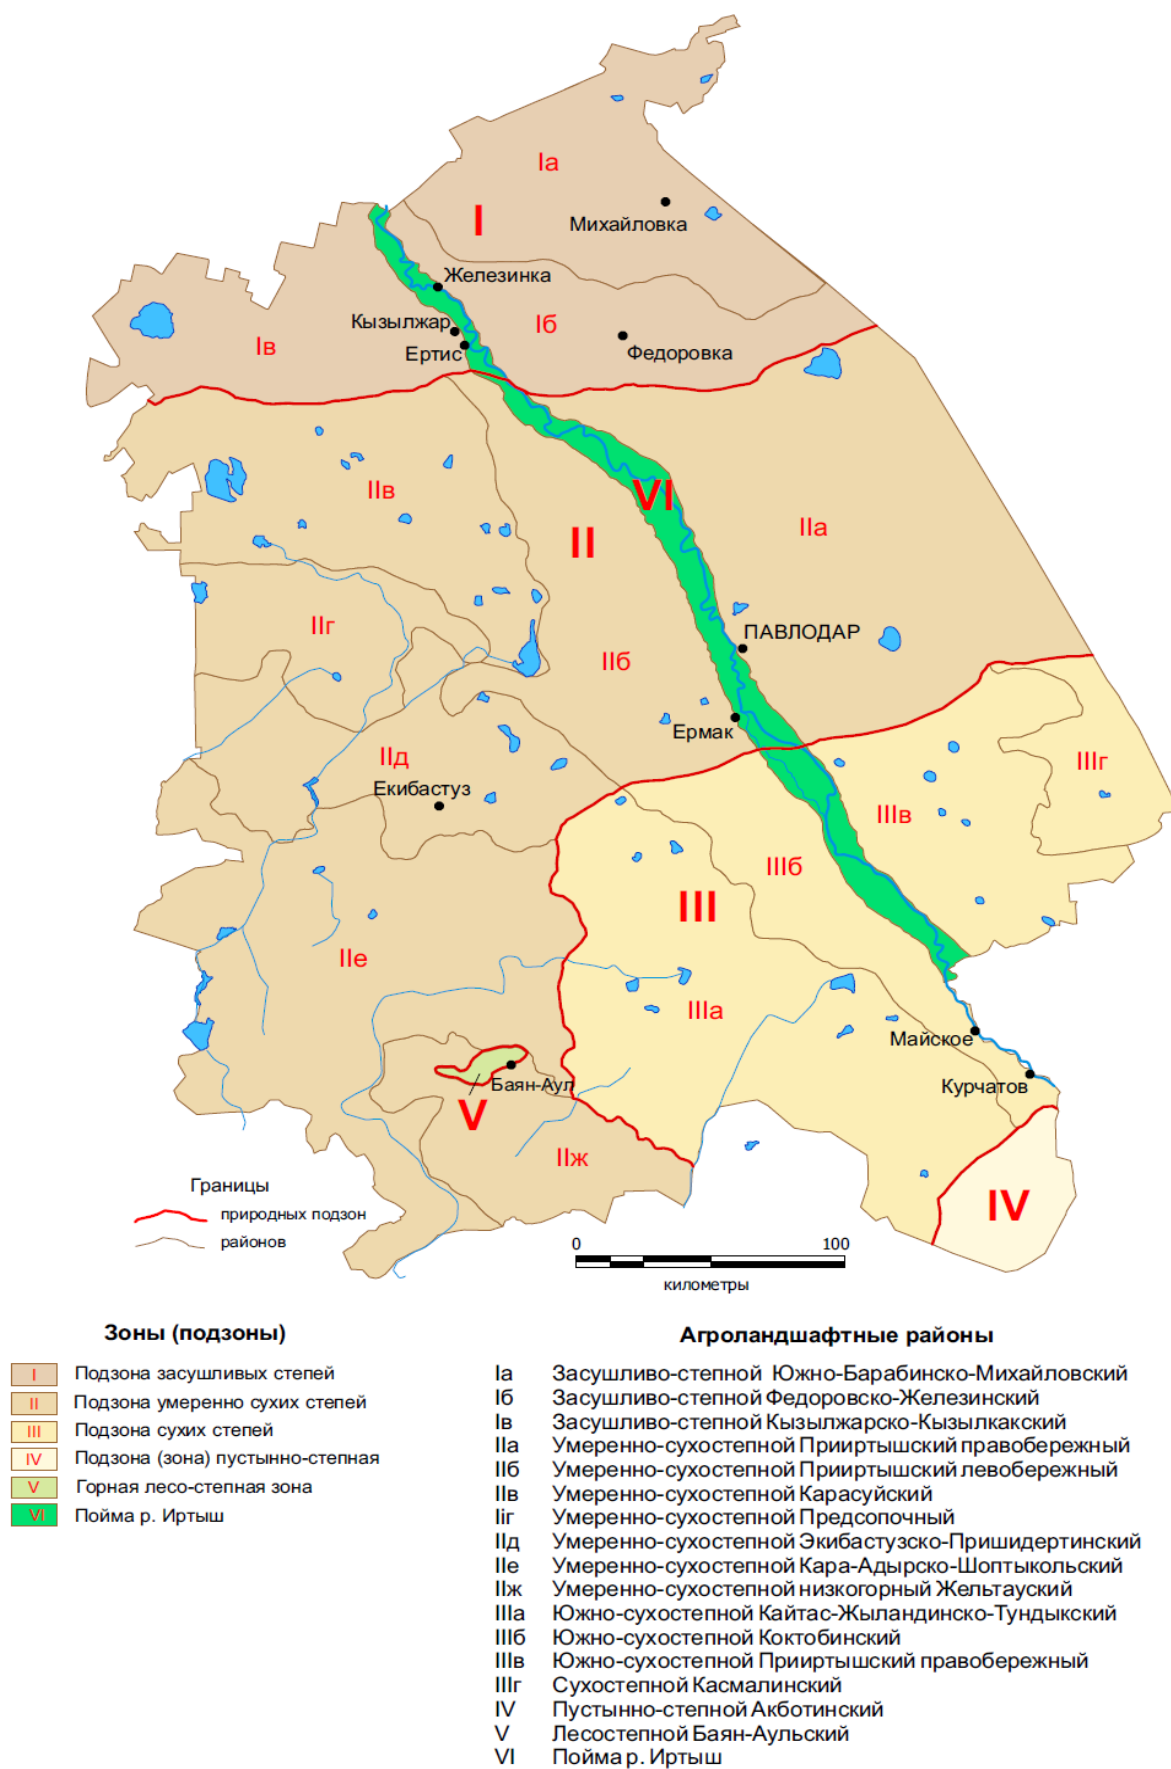 Iа
I
Михайловка
Железинка
Кызылжар
Iб
Iв
Ертис
Федоровка
IIв
VI
II
IIа
IIг
ПАВЛОДАР
IIб
Ермак
IIд
IIIг
Екибастуз
IIIв
IIIб
III
IIе
IIIа
Майское
Баян-Аул
Курчатов
V
IIж
IV
Границы
природных подзон
районов
0 100
километры
Зоны (подзоны)
I Подзона засушливых степей
II Подзона умеренно сухих степей
III Подзона сухих степей
IV Подзона (зона) пустынно-степная
V Горная лесо-степная зона
VI Пойма р. Иртыш
Агроландшафтные районы
Iа Засушливо-степной Южно-Барабинско-Михайловский
Iб Засушливо-степной Федоровско-Железинский
Iв Засушливо-степной Кызылжарско-Кызылкакский
IIа Умеренно-сухостепной Прииртышский правобережный
IIб Умеренно-сухостепной Прииртышский левобережный
IIв Умеренно-сухостепной Карасуйский
Iiг Умеренно-сухостепной Предсопочный
IIд Умеренно-сухостепной Экибастузско-Пришидертинский
IIе Умеренно-сухостепной Кара-Адырско-Шоптыкольский
IIж Умеренно-сухостепной низкогорный Жельтауский
IIIа Южно-сухостепной Кайтас-Жыландинско-Тундыкский
IIIб Южно-сухостепной Коктобинский
IIIв Южно-сухостепной Прииртышский правобережный
IIIг Сухостепной Касмалинский
IV Пустынно-степной Акботинский
V Лесостепной Баян-Аульский
VI Пойма р. Иртыш